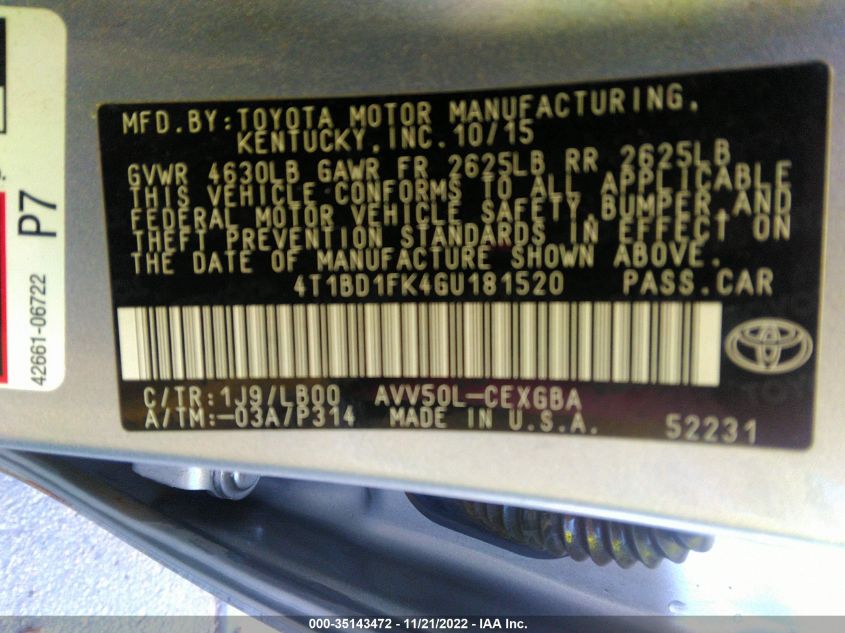 MFD.BY:TOYOTA MOTOR MANUFACTURING,
KENTUCKY,INC.10/15
GVWR 4630LB GAWR FR 2625LB RR 2625LB
THIS VEHICLE CONFORMS TO ALL APPLICABLE
FEDERAL MOTOR VEHICLE SAFETY,BUMPER,AND
THEFT PREVENTION STANDARDS IN EFFECT ON
THE DATE OF MANUFACTURE SHOWN ABOVE.
4T1BD1FK4GU181520 PASS.CAR
C/TR:1J9/LB00 AVV50L-CEXGBA
A/TM:-03A/P314 MADE IN U.S.A. 52231
P7
42661-06722
000-35143472 - 11/21/2022 - IAA Inc.